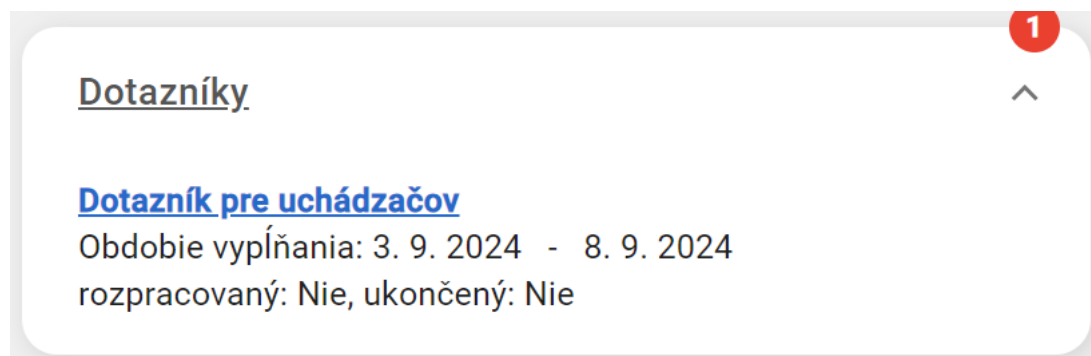 1
Dotazníky
Dotazník pre uchádzačov
Obdobie vypĺňania: 3. 9. 2024 - 8. 9. 2024
rozpracovaný: Nie, ukončený: Nie